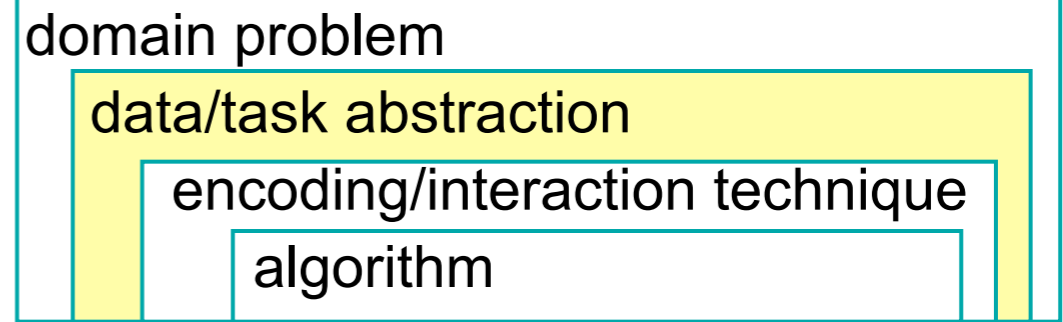 domain problem
data/task abstraction
encoding/interaction technique
algorithm